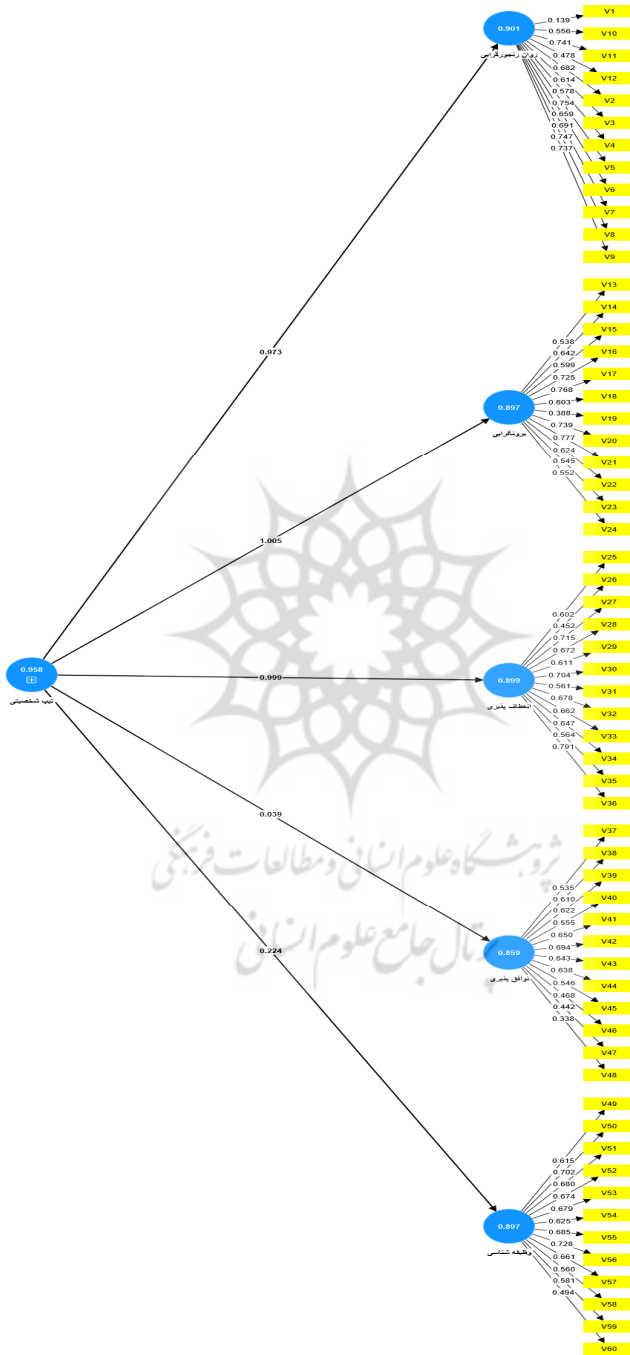 V1
0.139
V10
0.901
0.556
0.741
V11
0.478
روان رنجورگرایی
V12
0.682
0.614
V2
0.578
0.754
V3
0.659
0.691
V4
0.747
0.737
V5
V6
V7
V8
V9
0.973
V13
V14
V15
0.538
V16
0.642
0.599
V17
0.725
0.768
V18
0.897
0.603
0.388
V19
برونگرایی
0.739
V20
0.777
V21
0.624
0.545
V22
0.552
V23
V24
1.005
V25
V26
V27
0.602
V28
0.452
0.715
V29
0.672
0.611
V30
0.899
0.704
0.561
V31
انعطاف پذیری
0.678
V32
0.662
V33
0.647
0.564
V34
0.791
V35
V36
0.958
تیپ شخصیتی
0.999
V37
V38
V39
0.535
V40
0.610
0.622
V41
0.555
0.650
V42
0.859
0.694
0.643
V43
توافق پذیری
0.638
V44
0.546
V45
0.468
0.442
V46
0.338
V47
V48
0.039
V49
V50
V51
0.615
V52
0.702
0.680
V53
0.674
0.679
V54
0.897
0.625
0.685
V55
وظیفه شناسی
0.728
V56
0.661
V57
0.560
0.581
V58
0.494
V59
V60
0.224
پژوهشگاه علوم انسانی و مطالعات فرهنگی
پرتال جامع علوم انسانی